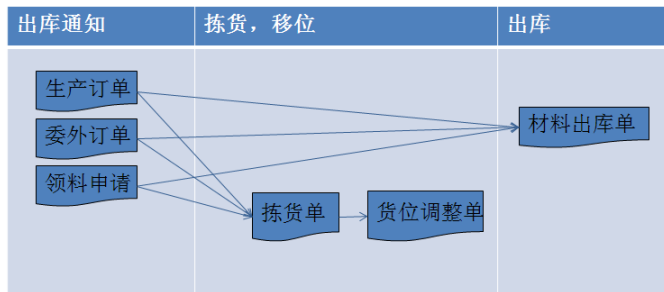 出库通知
拣货，移位
出库
生产订单
委外订单
领料申请
材料出库单
拣货单
货位调整单